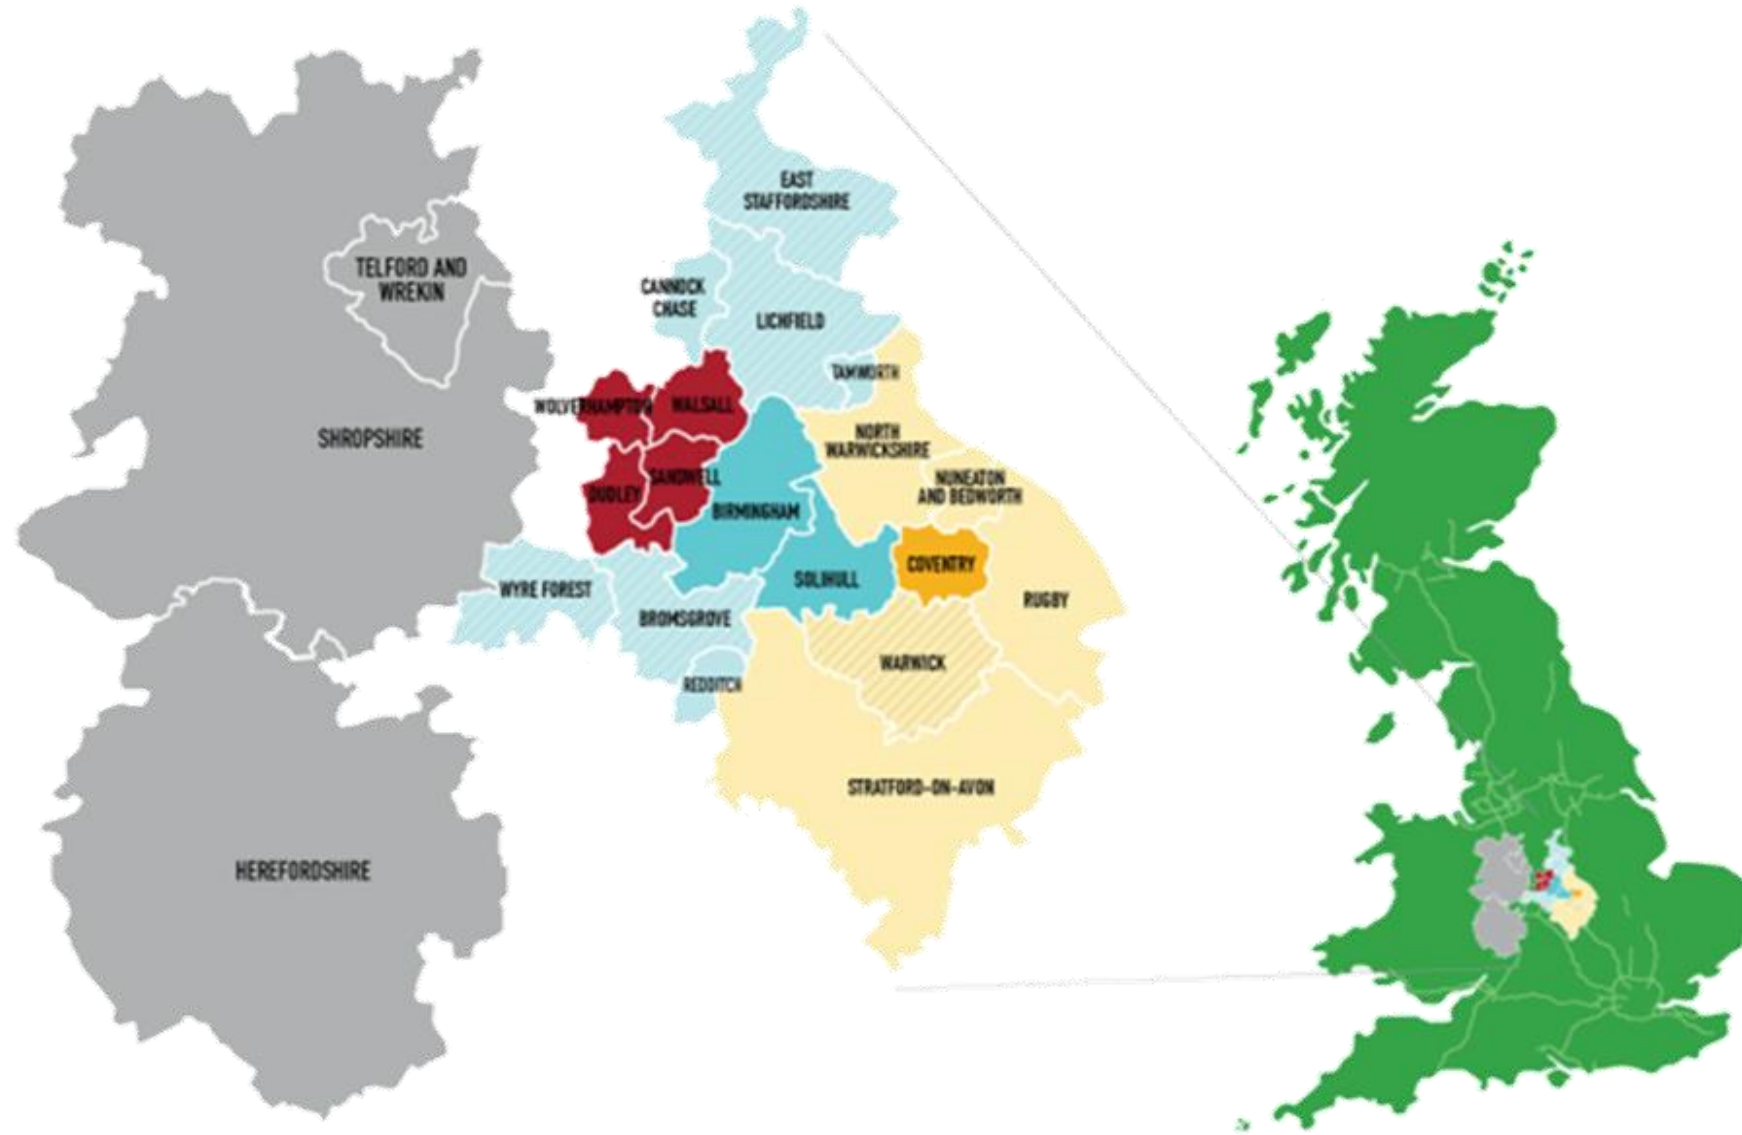 EAST
STAFFORDSHIRE
TELFORD AND
WREKIN
CANNOCK
CHASE
LICHFIELD
TAMWORTH
WOLVERHAMPTON
WALSALL
SHROPSHIRE
NORTH
WARWICKSHIRE
SANDWELL
DUDLEY
NUNEATON
AND BEDWORTH
BIRMINGHAM
COVENTRY
SOLIHULL
WYRE FOREST
RUGBY
BROMSGROVE
WARWICK
REDDITCH
STRATFORD-ON-AVON
HEREFORDSHIRE